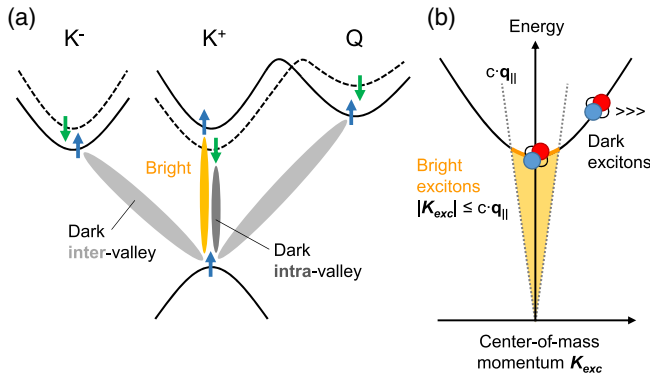 (a)
K⁻
K⁺
Q
Bright
Dark
inter-valley
Dark
intra-valley
(b)
Energy
c·q||
>>>
Dark
excitons
Bright
excitons
|Kexc| ≤ c·q||
Center-of-mass
momentum Kexc